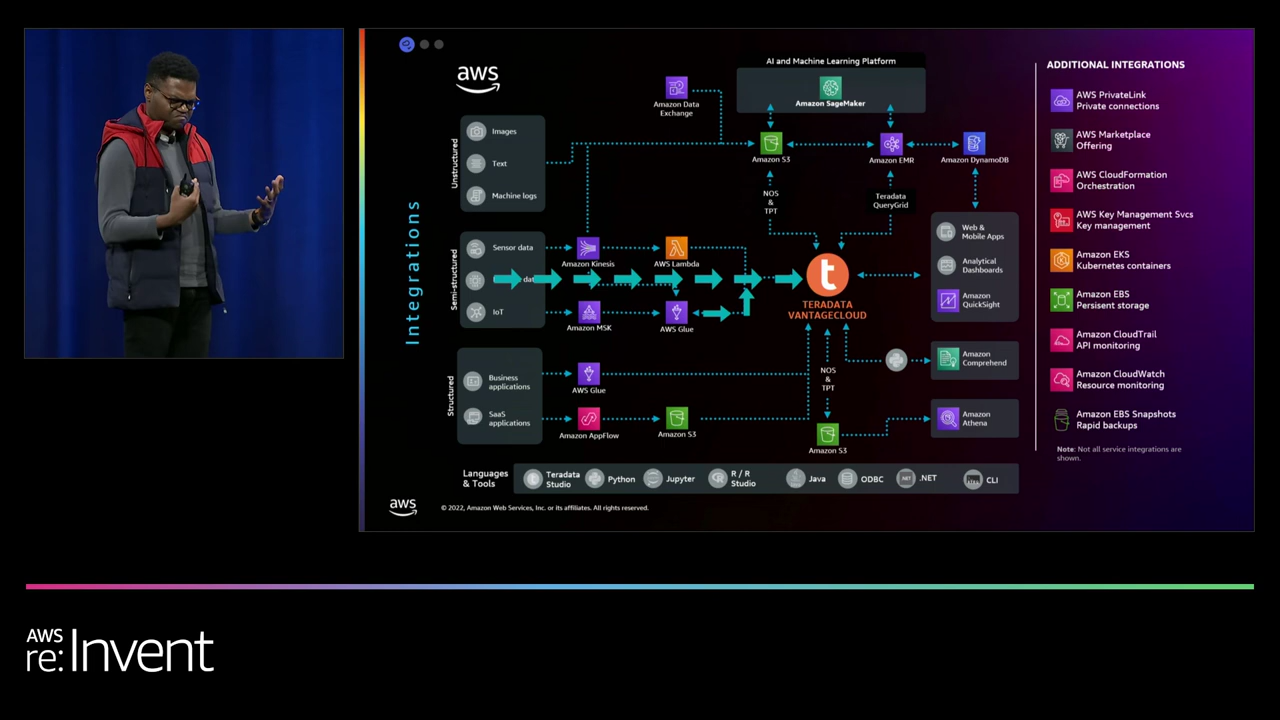 aws
Integrations
Unstructured
Images
Text
Machine logs
Semi-structured
Sensor data
IoT
Structured
Business
applications
SaaS
applications
Amazon Data
Exchange
AI and Machine Learning Platform
Amazon SageMaker
Amazon S3
Amazon EMR
Amazon DynamoDB
NOS
&
TPT
Teradata
QueryGrid
Amazon Kinesis
AWS Lambda
Amazon MSK
AWS Glue
t
TERADATA
VANTAGECLOUD
Web &
Mobile Apps
Analytical
Dashboards
Amazon
QuickSight
AWS Glue
Amazon AppFlow
Amazon S3
NOS
&
TPT
Amazon S3
Amazon
Comprehend
Amazon
Athena
Languages
& Tools
Teradata
Studio
Python
Jupyter
R / R
Studio
Java
ODBC
.NET
CLI
aws
© 2022, Amazon Web Services, Inc. or its affiliates. All rights reserved.
ADDITIONAL INTEGRATIONS
AWS PrivateLink
Private connections
AWS Marketplace
Offering
AWS CloudFormation
Orchestration
AWS Key Management Svcs
Key management
Amazon EKS
Kubernetes containers
Amazon EBS
Persisent storage
Amazon CloudTrail
API monitoring
Amazon CloudWatch
Resource monitoring
Amazon EBS Snapshots
Rapid backups
Note: Not all service integrations are
shown.
AWS
re:Invent